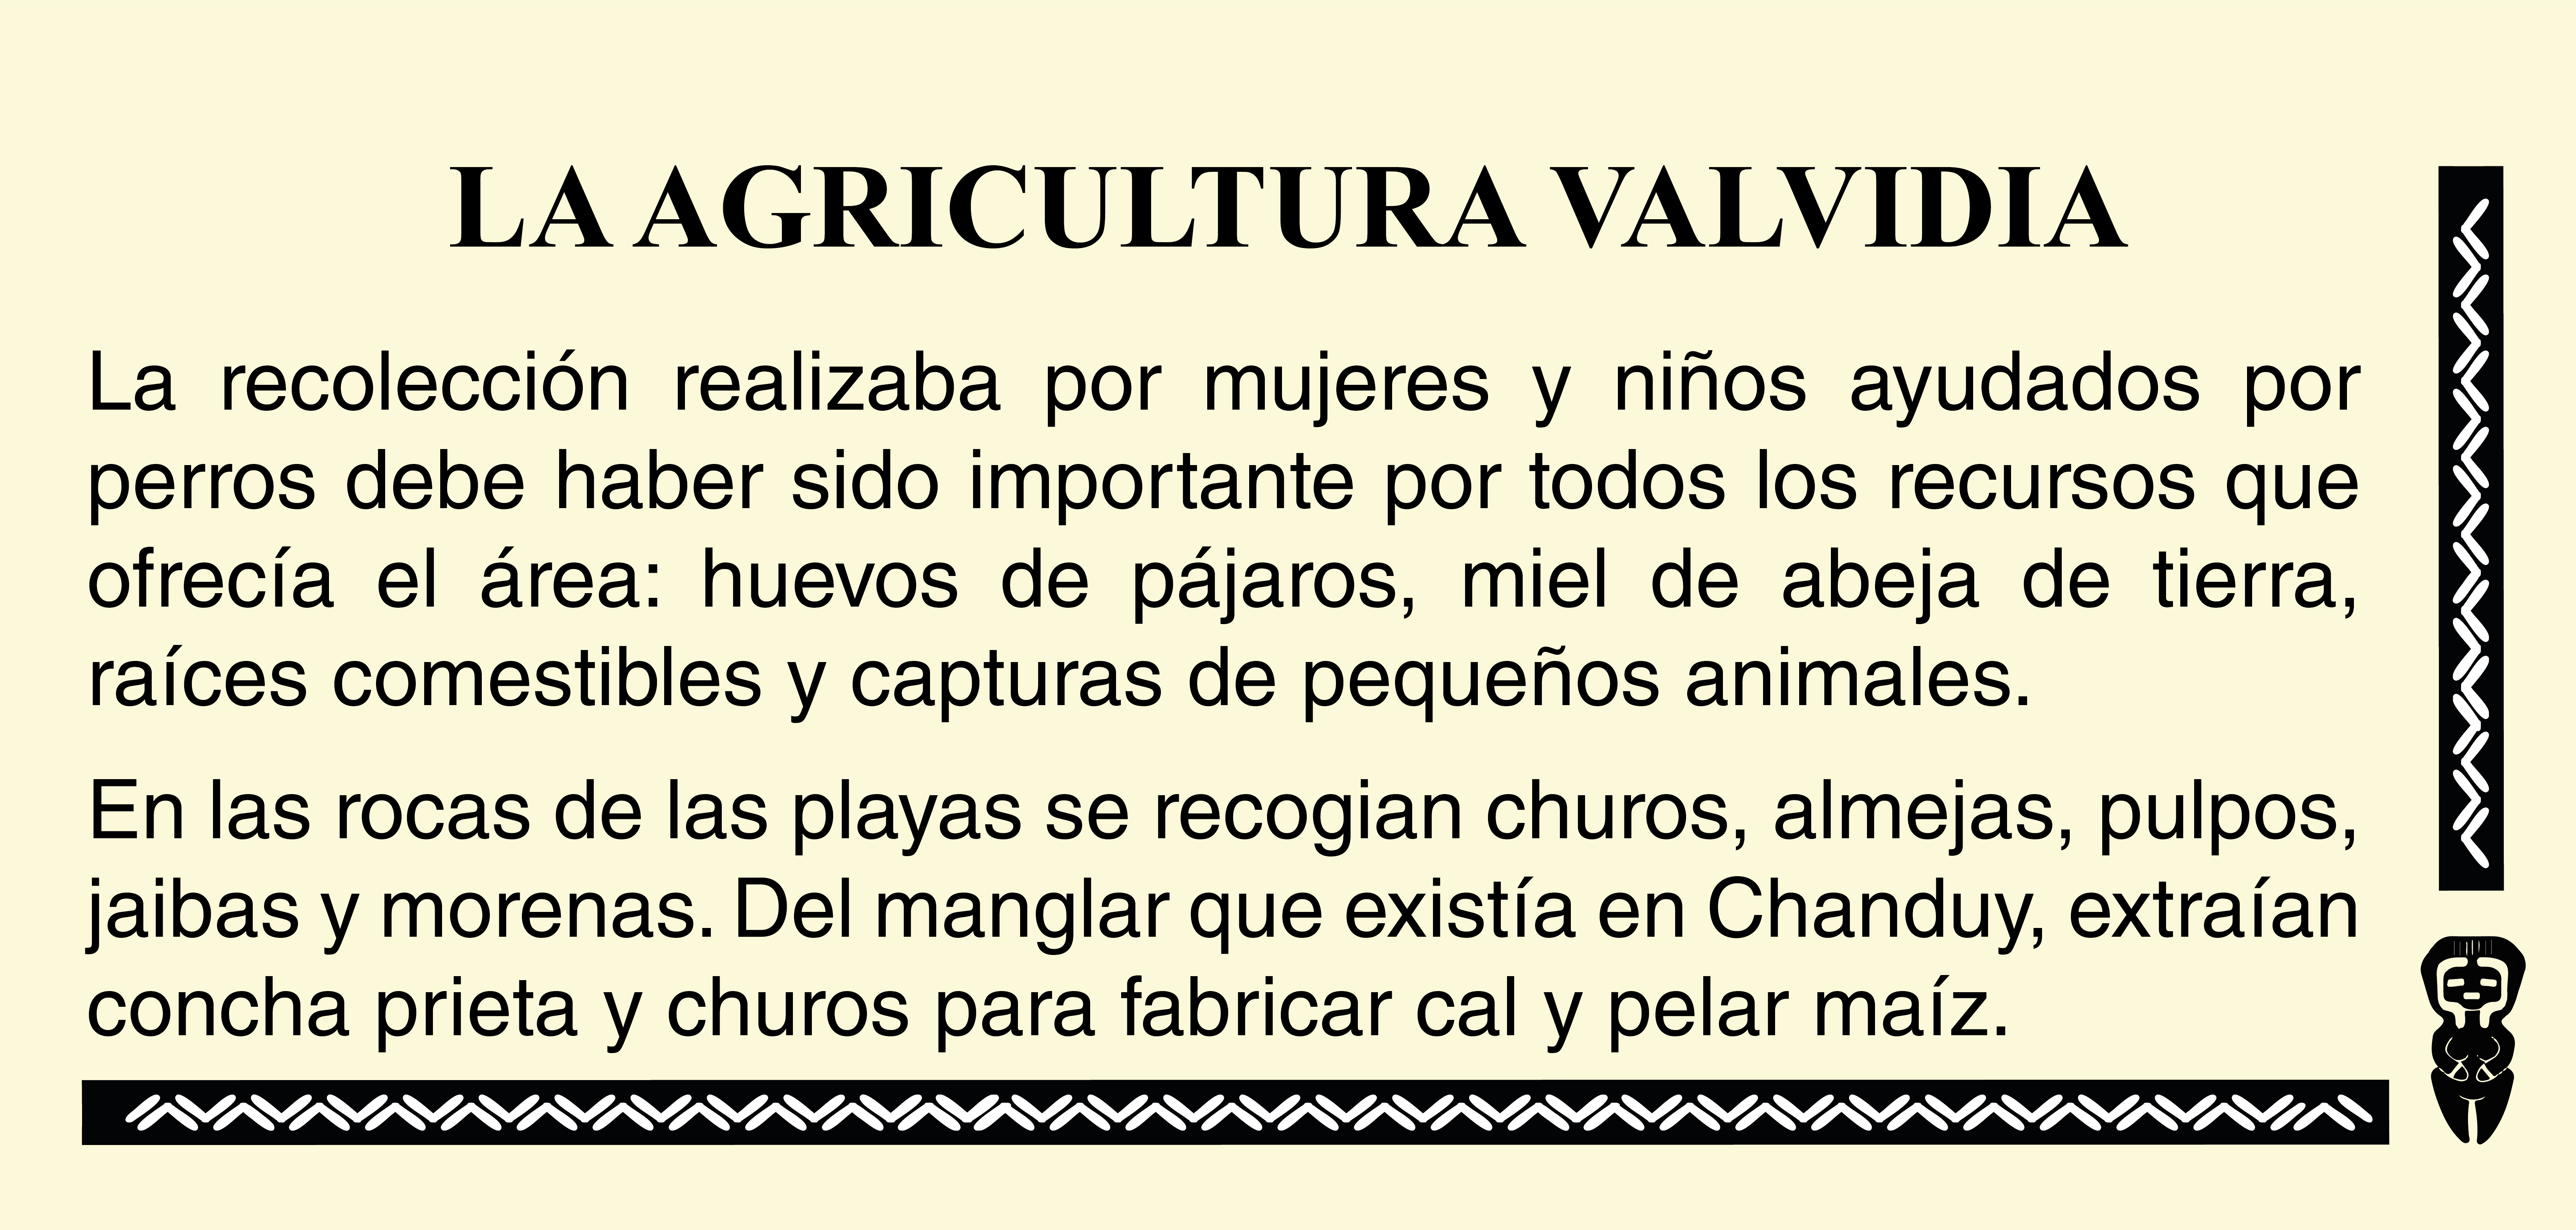 LA AGRICULTURA VALVIDIA
La recolección realizaba por mujeres y niños ayudados por
perros debe haber sido importante por todos los recursos que
ofrecía el área: huevos de pájaros, miel de abeja de tierra,
raíces comestibles y capturas de pequeños animales.
En las rocas de las playas se recogian churos, almejas, pulpos,
jaibas y morenas. Del manglar que existía en Chanduy, extraían
concha prieta y churos para fabricar cal y pelar maíz.